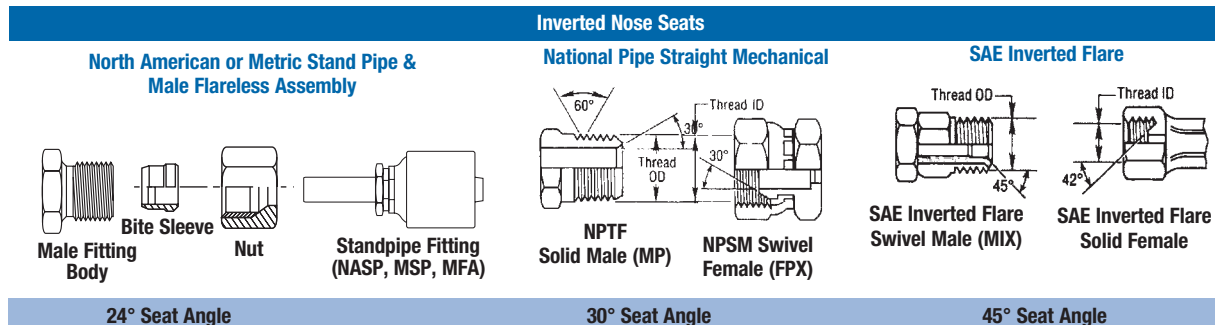 Inverted Nose Seats
North American or Metric Stand Pipe &
Male Flareless Assembly
Male Fitting
Body
Bite Sleeve
Nut
Standpipe Fitting
(NASP, MSP, MFA)
24° Seat Angle
National Pipe Straight Mechanical
60°
Thread ID
30°
30°
Thread
OD
NPTF
Solid Male (MP)
NPSM Swivel
Female (FPX)
30° Seat Angle
SAE Inverted Flare
Thread OD
Thread ID
45°
42°
SAE Inverted Flare
Swivel Male (MIX)
SAE Inverted Flare
Solid Female
45° Seat Angle